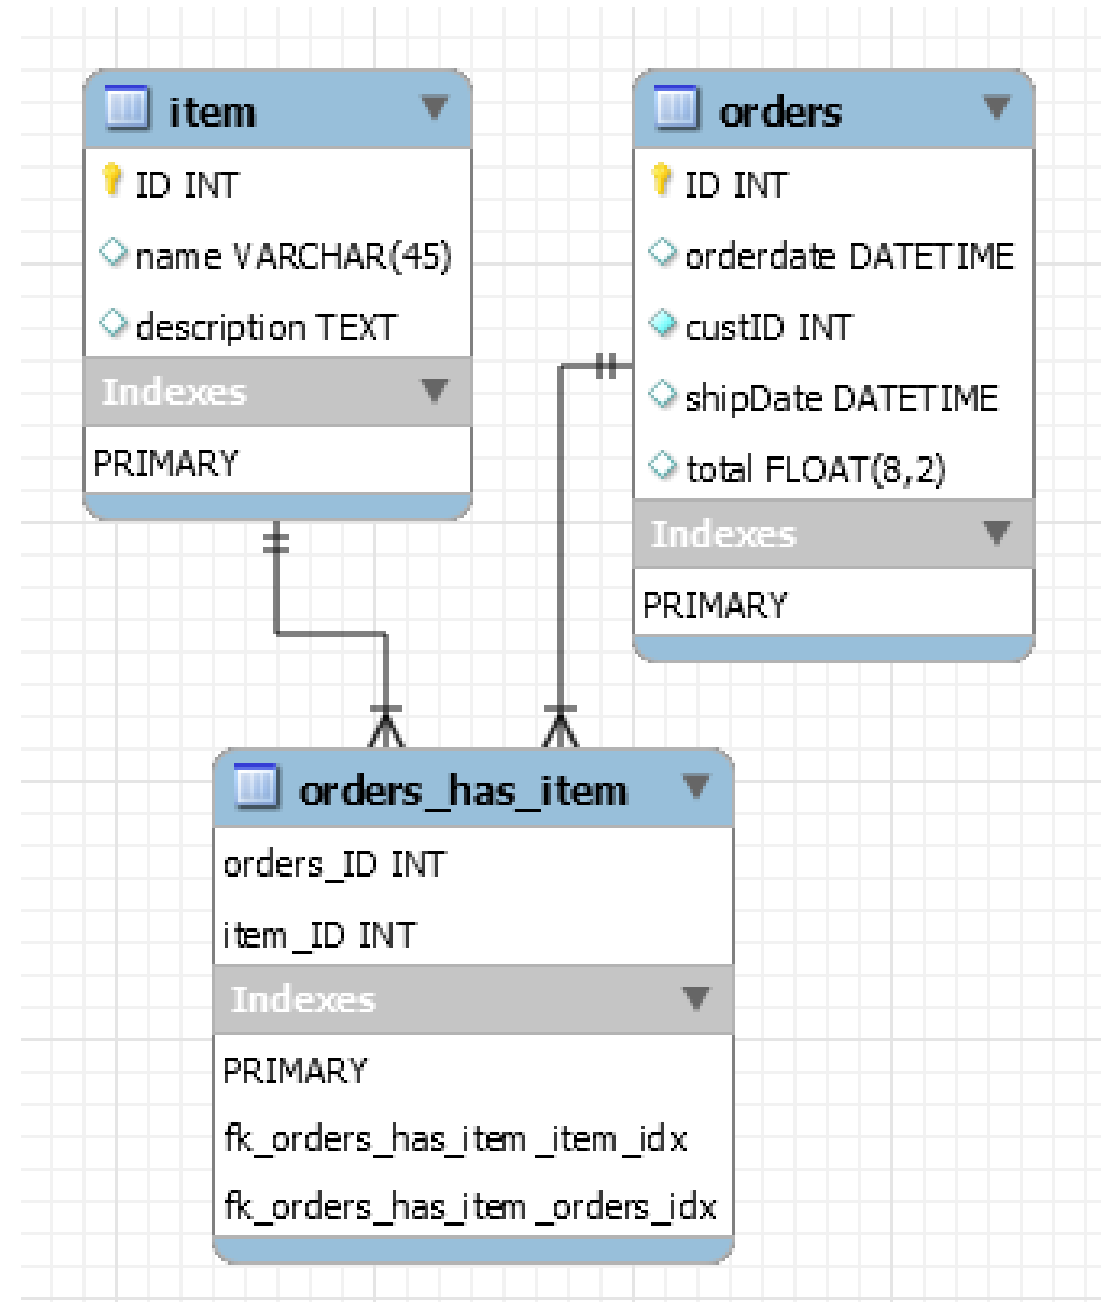 item
ID INT
name VARCHAR(45)
description TEXT
Indexes
PRIMARY
orders
ID INT
orderdate DATETIME
custID INT
shipDate DATETIME
total FLOAT(8,2)
Indexes
PRIMARY
orders_has_item
orders_ID INT
item_ID INT
Indexes
PRIMARY
fk_orders_has_item_item_idx
fk_orders_has_item_orders_idx